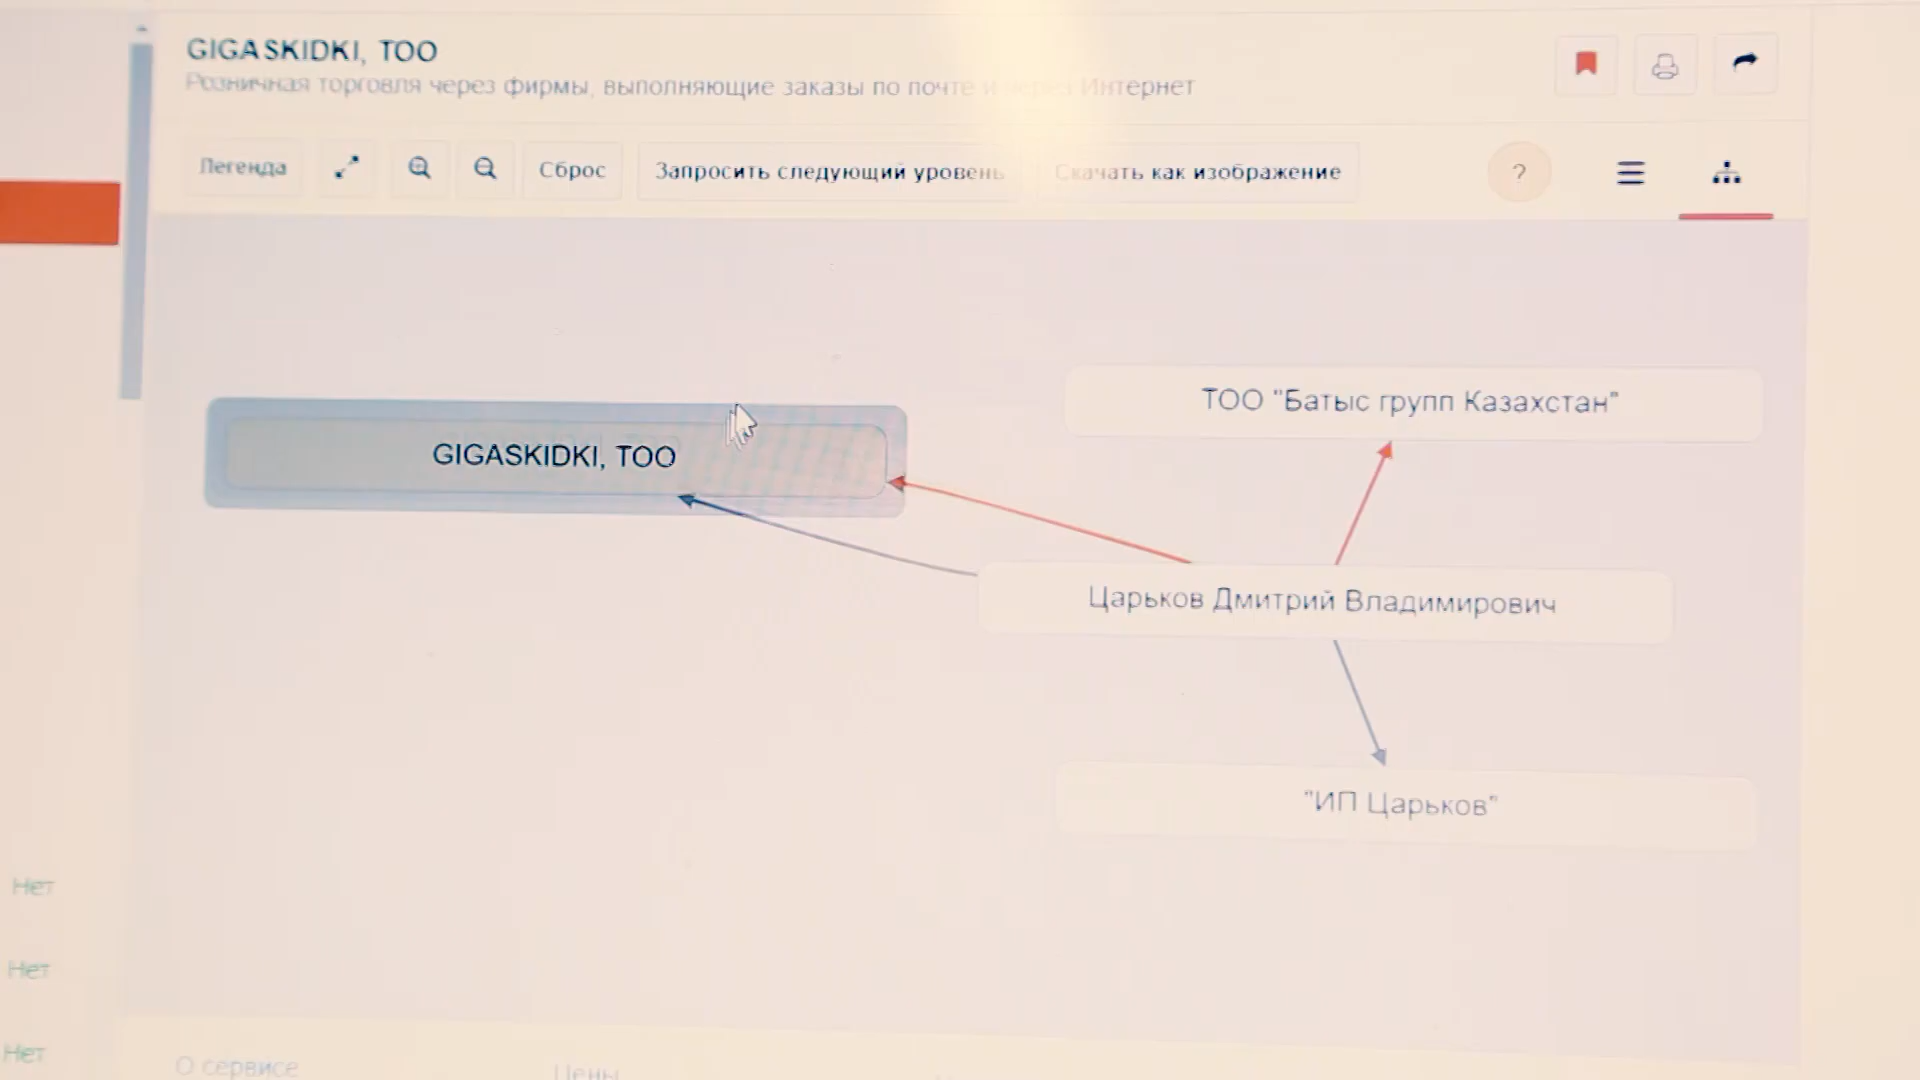 GIGASKIDKI, ТОО
Розничная торговля через фирмы, выполняющие заказы по почте и через Интернет
Легенда
Сброс
Запросить следующий уровень
Скачать как изображение
?
ТОО "Батыс групп Казахстан"
GIGASKIDKI, ТОО
Царьков Дмитрий Владимирович
"ИП Царьков"
Нет
Нет
Нет
О сервисе
Цены